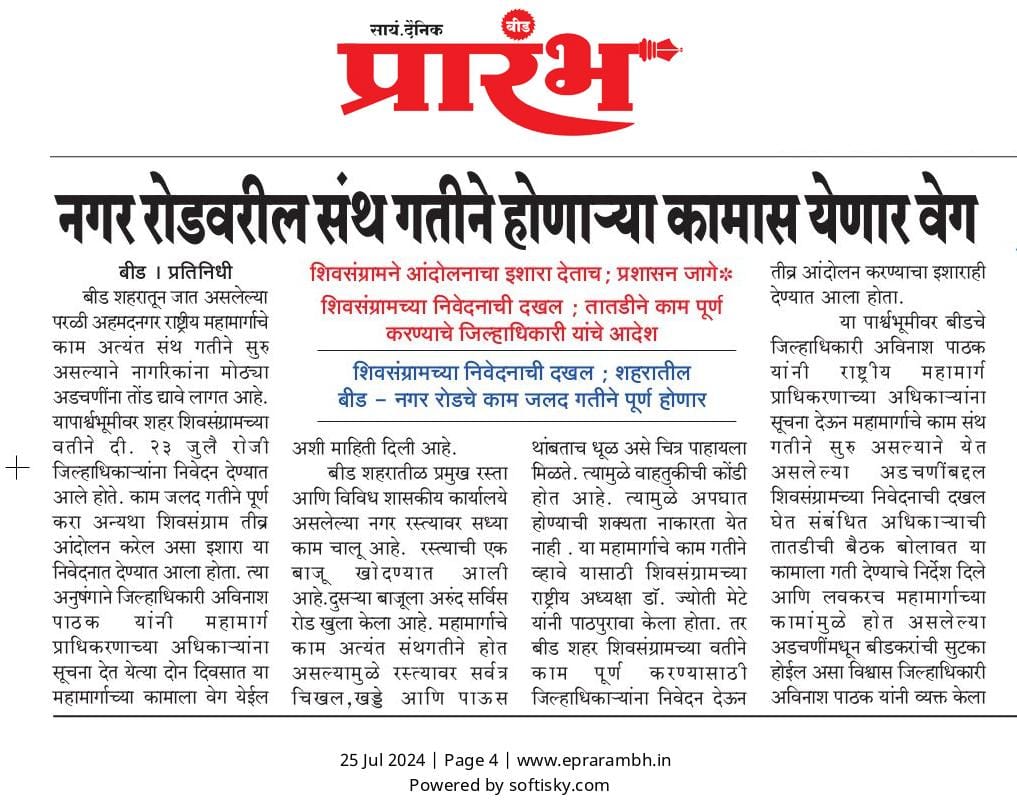 सायं.दैनिक
बीड
प्रारंभ
नगर रोडवरील संथ गतीने होणाऱ्या कामास येणार वेग
बीड । प्रतिनिधी
बीड शहरातून जात असलेल्या
परळी अहमदनगर राष्ट्रीय महामार्गाचे
काम अत्यंत संथ गतीने सुरु
असल्याने नागरिकांना मोठ्या
अडचणींना तोंड द्यावे लागत आहे.
यापार्श्वभूमीवर शहर शिवसंग्रामच्या
वतीने दी. २३ जुलै रोजी
जिल्हाधिकाऱ्यांना निवेदन देण्यात
आले होते. काम जलद गतीने पूर्ण
करा अन्यथा शिवसंग्राम तीव्र
आंदोलन करेल असा इशारा या
निवेदनात देण्यात आला होता. त्या
अनुषंगाने जिल्हाधिकारी अविनाश
पाठक यांनी महामार्ग
प्राधिकरणाच्या अधिकाऱ्यांना
सूचना देत येत्या दोन दिवसात या
महामार्गाच्या कामाला वेग येईल
शिवसंग्रामने आंदोलनाचा इशारा देताच ; प्रशासन जागे*
शिवसंग्रामच्या निवेदनाची दखल ; तातडीने काम पूर्ण
करण्याचे जिल्हाधिकारी यांचे आदेश
शिवसंग्रामच्या निवेदनाची दखल ; शहरातील
बीड – नगर रोडचे काम जलद गतीने पूर्ण होणार
अशी माहिती दिली आहे.
बीड शहरातीळ प्रमुख रस्ता
आणि विविध शासकीय कार्यालये
असलेल्या नगर रस्त्यावर सध्या
काम चालू आहे. रस्त्याची एक
बाजू खोदण्यात आली
आहे.दुसऱ्या बाजूला अरुंद सर्विस
रोड खुला केला आहे. महामार्गाचे
काम अत्यंत संथगतीने होत
असल्यामुळे रस्त्यावर सर्वत्र
चिखल,खड्डे आणि पाऊस
थांबताच धूळ असे चित्र पाहायला
मिळते. त्यामुळे वाहतुकीची कोंडी
होत आहे. त्यामुळे अपघात
होण्याची शक्यता नाकारता येत
नाही . या महामार्गाचे काम गतीने
व्हावे यासाठी शिवसंग्रामच्या
राष्ट्रीय अध्यक्षा डॉ. ज्योती मेटे
यांनी पाठपुरावा केला होता. तर
बीड शहर शिवसंग्रामच्या वतीने
काम पूर्ण करण्यासाठी
जिल्हाधिकाऱ्यांना निवेदन देऊन
तीव्र आंदोलन करण्याचा इशाराही
देण्यात आला होता.
या पार्श्वभूमीवर बीडचे
जिल्हाधिकारी अविनाश पाठक
यांनी राष्ट्रीय महामार्ग
प्राधिकरणाच्या अधिकाऱ्यांना
सूचना देऊन महामार्गाचे काम संथ
गतीने सुरु असल्याने येत
असलेल्या अडचणींबद्दल
शिवसंग्रामच्या निवेदनाची दखल
घेत संबंधित अधिकाऱ्याची
तातडीची बैठक बोलावत या
कामाला गती देण्याचे निर्देश दिले
आणि लवकरच महामार्गाच्या
कामांमुळे होत असलेल्या
अडचणींमधून बीडकरांची सुटका
होईल असा विश्वास जिल्हाधिकारी
अविनाश पाठक यांनी व्यक्त केला
25 Jul 2024 | Page 4 | www.eprarambh.in
Powered by softisky.com